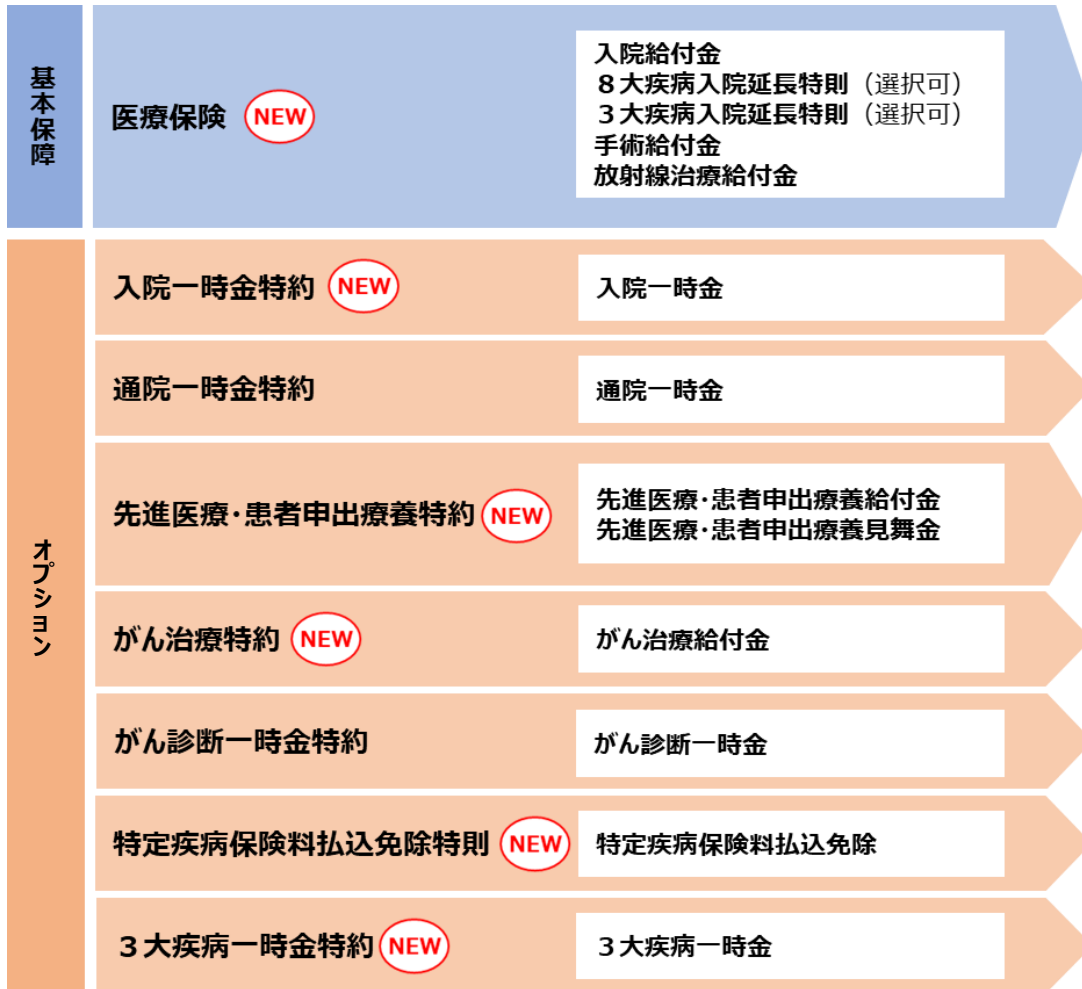 基本保障
医療保険 NEW
入院給付金
８大疾病入院延長特則（選択可）
３大疾病入院延長特則（選択可）
手術給付金
放射線治療給付金
オプション
入院一時金特約 NEW
入院一時金
通院一時金特約
通院一時金
先進医療・患者申出療養特約 NEW
先進医療・患者申出療養給付金
先進医療・患者申出療養見舞金
がん治療特約 NEW
がん治療給付金
がん診断一時金特約
がん診断一時金
特定疾病保険料払込免除特則 NEW
特定疾病保険料払込免除
３大疾病一時金特約 NEW
３大疾病一時金